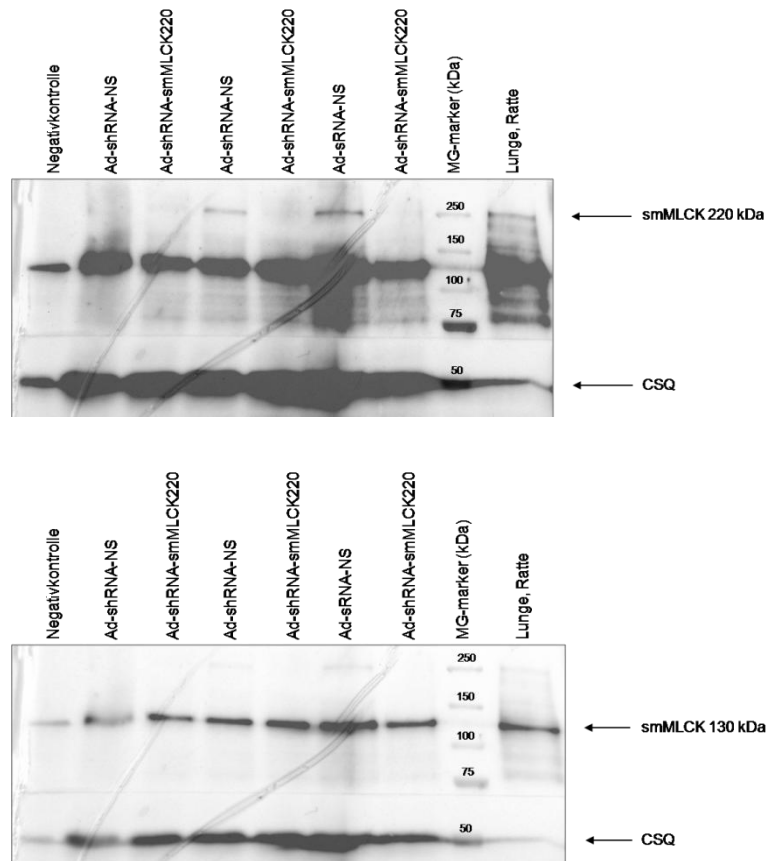 Negativkontrolle
Ad-shRNA-NS
Ad-shRNA-smMLCK220
Ad-shRNA-NS
Ad-shRNA-smMLCK220
Ad-sRNA-NS
Ad-shRNA-smMLCK220
MG-marker (kDa)
Lunge, Ratte
250
smMLCK 220 kDa
150
100
75
50
CSQ
Negativkontrolle
Ad-shRNA-NS
Ad-shRNA-smMLCK220
Ad-shRNA-NS
Ad-shRNA-smMLCK220
Ad-sRNA-NS
Ad-shRNA-smMLCK220
MG-marker (kDa)
Lunge, Ratte
250
150
smMLCK 130 kDa
100
75
50
CSQ